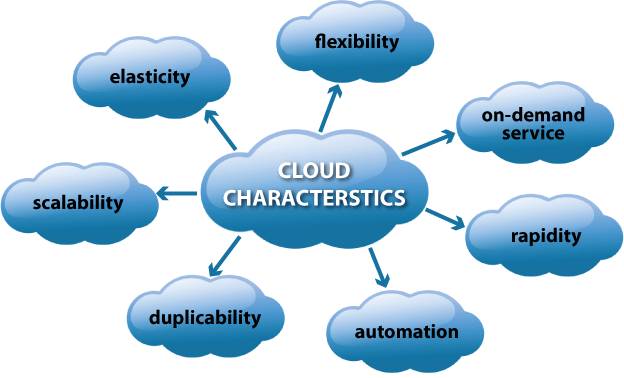 flexibility
elasticity
on-demand
service
CLOUD
CHARACTERSTICS
scalability
rapidity
duplicability
automation